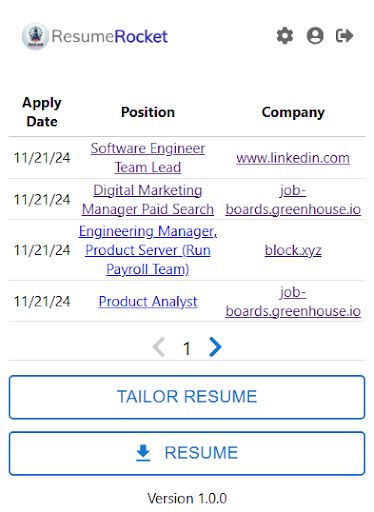 ResumeRocket
Apply
Date
Position
Company
11/21/24
Software Engineer
Team Lead
www.linkedin.com
11/21/24
Digital Marketing
Manager Paid Search
job-
boards.greenhouse.io
11/21/24
Engineering Manager,
Product Server (Run
Payroll Team)
block.xyz
11/21/24
Product Analyst
job-
boards.greenhouse.io
1
TAILOR RESUME
RESUME
Version 1.0.0